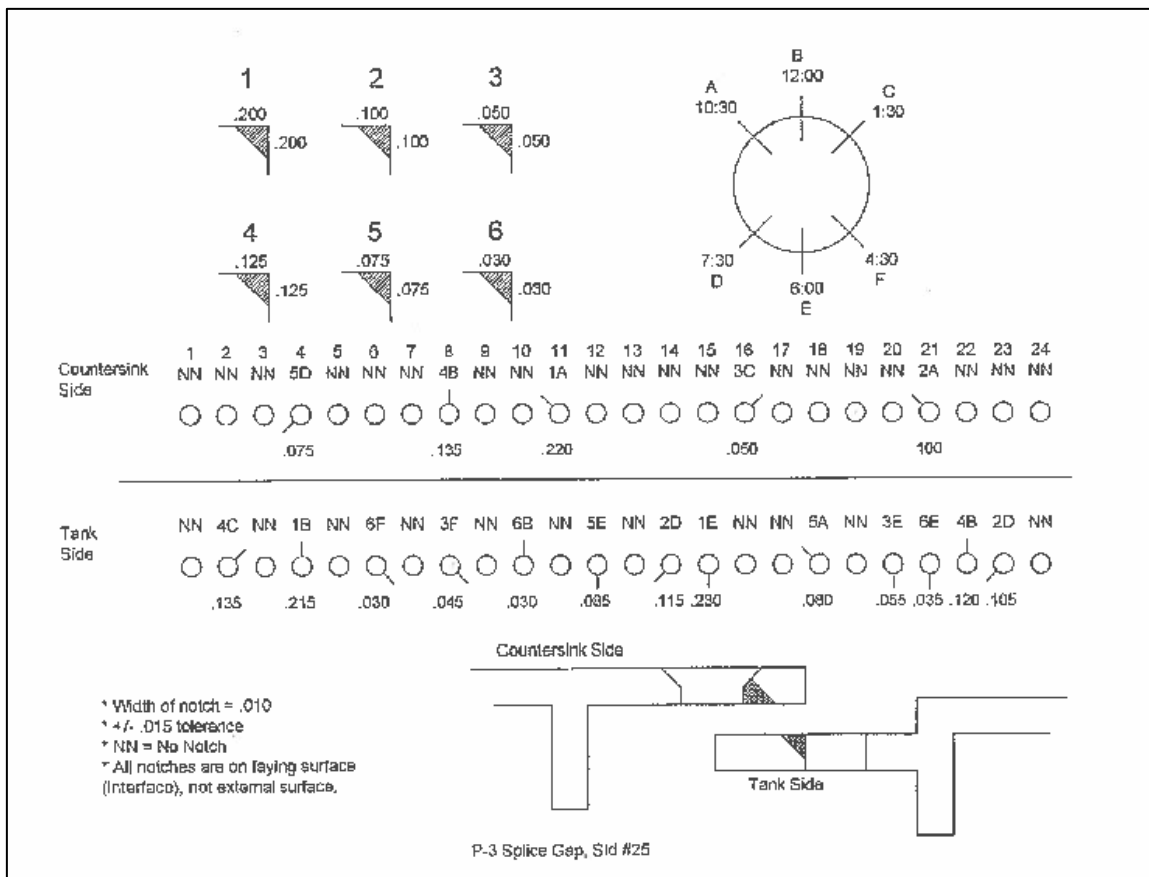 1 2 3
.200 .100 .050
.200 .100 .050
4 5 6
.125 .075 .030
.125 .075 .030
B
12:00
A C
10:30 1:30
7:30 4:30
D F
6:00
E
1 2 3 4 5 6 7 8 9 10 11 12 13 14 15 16 17 18 19 20 21 22 23 24
Countersink Side
NN NN NN 5D NN NN NN 4B NN NN 1A NN NN NN NN 3C NN NN NN NN 2A NN NN NN
.075 .135 .220 .050 .100
Tank Side
NN 4C NN 1B NN 6F NN 3F NN 6B NN 5E NN 2D 1E NN NN 5A NN 3E 6E 4B 2D NN
.135 .215 .030 .045 .030 .085 .115 .230 .080 .055 .035 .120 .105
Countersink Side
* Width of notch = .010
* +/- .015 tolerance
* NN = No Notch
* All notches are on faying surface
(Interface), not external surface.
Tank Side
P-3 Splice Gap, Std #25